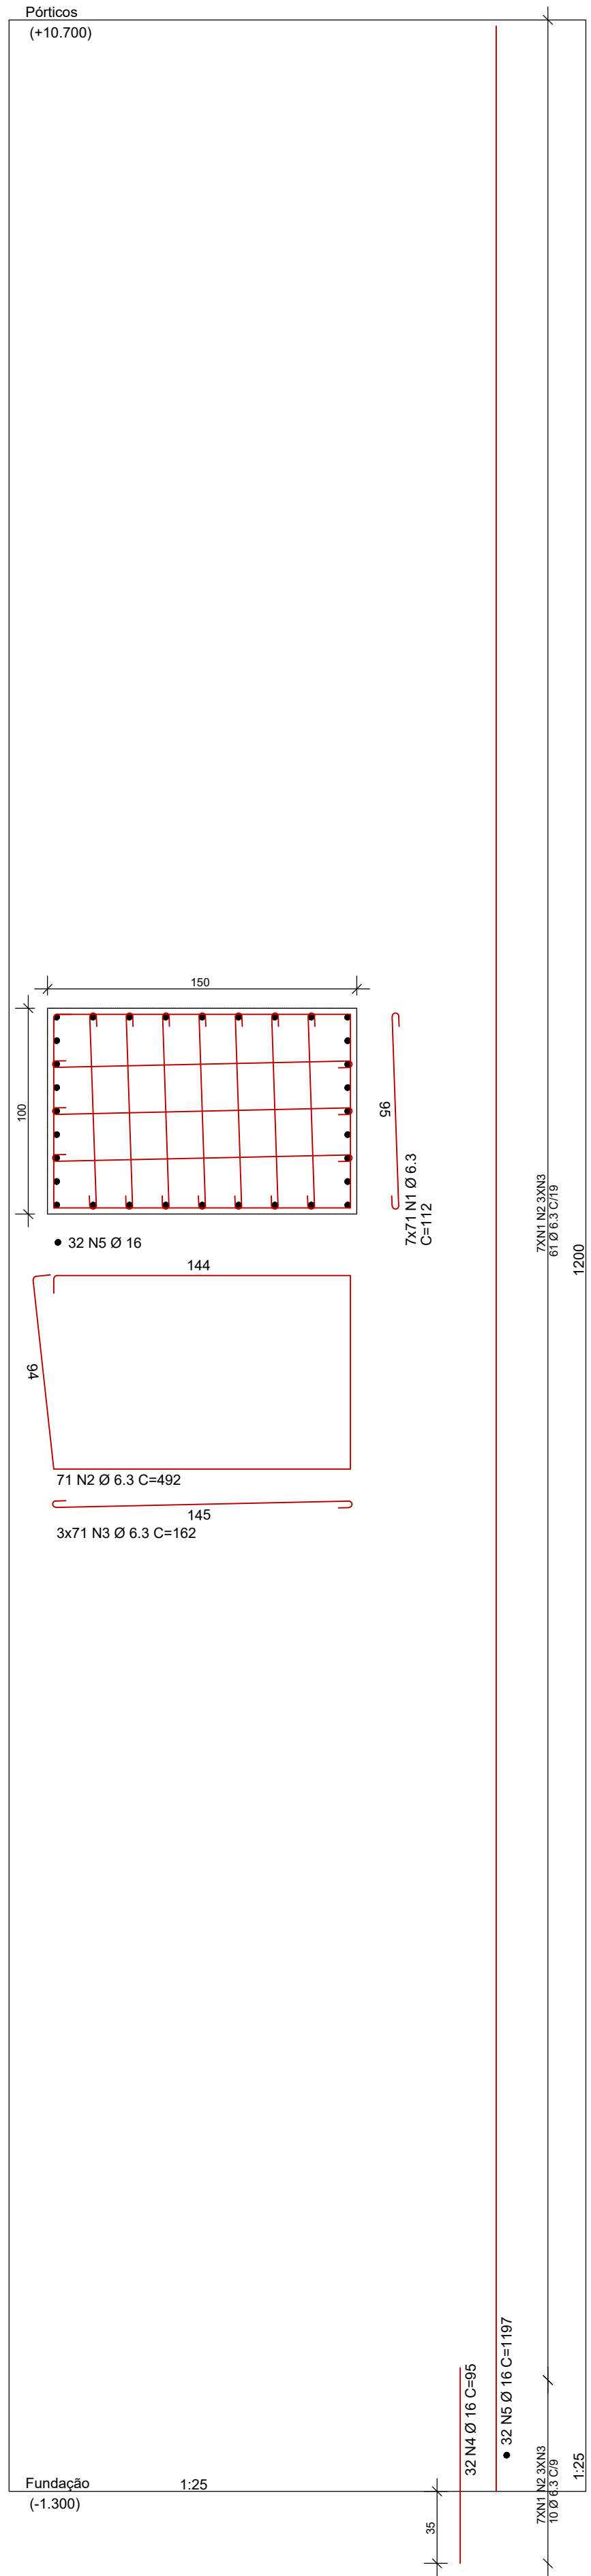 Pórticos
(+10.700)
150
100
95
7x71 N1 Ø 6.3
C=112
7XN1 N2 3XN3
61 Ø 6.3 C/19
1200
32 N5 Ø 16
144
94
71 N2 Ø 6.3 C=492
145
3x71 N3 Ø 6.3 C=162
32 N4 Ø 16 C=95
32 N5 Ø 16 C=1197
7XN1 N2 3XN3
10 Ø 6.3 C/9
1:25
Fundação
1:25
(-1.300)
35